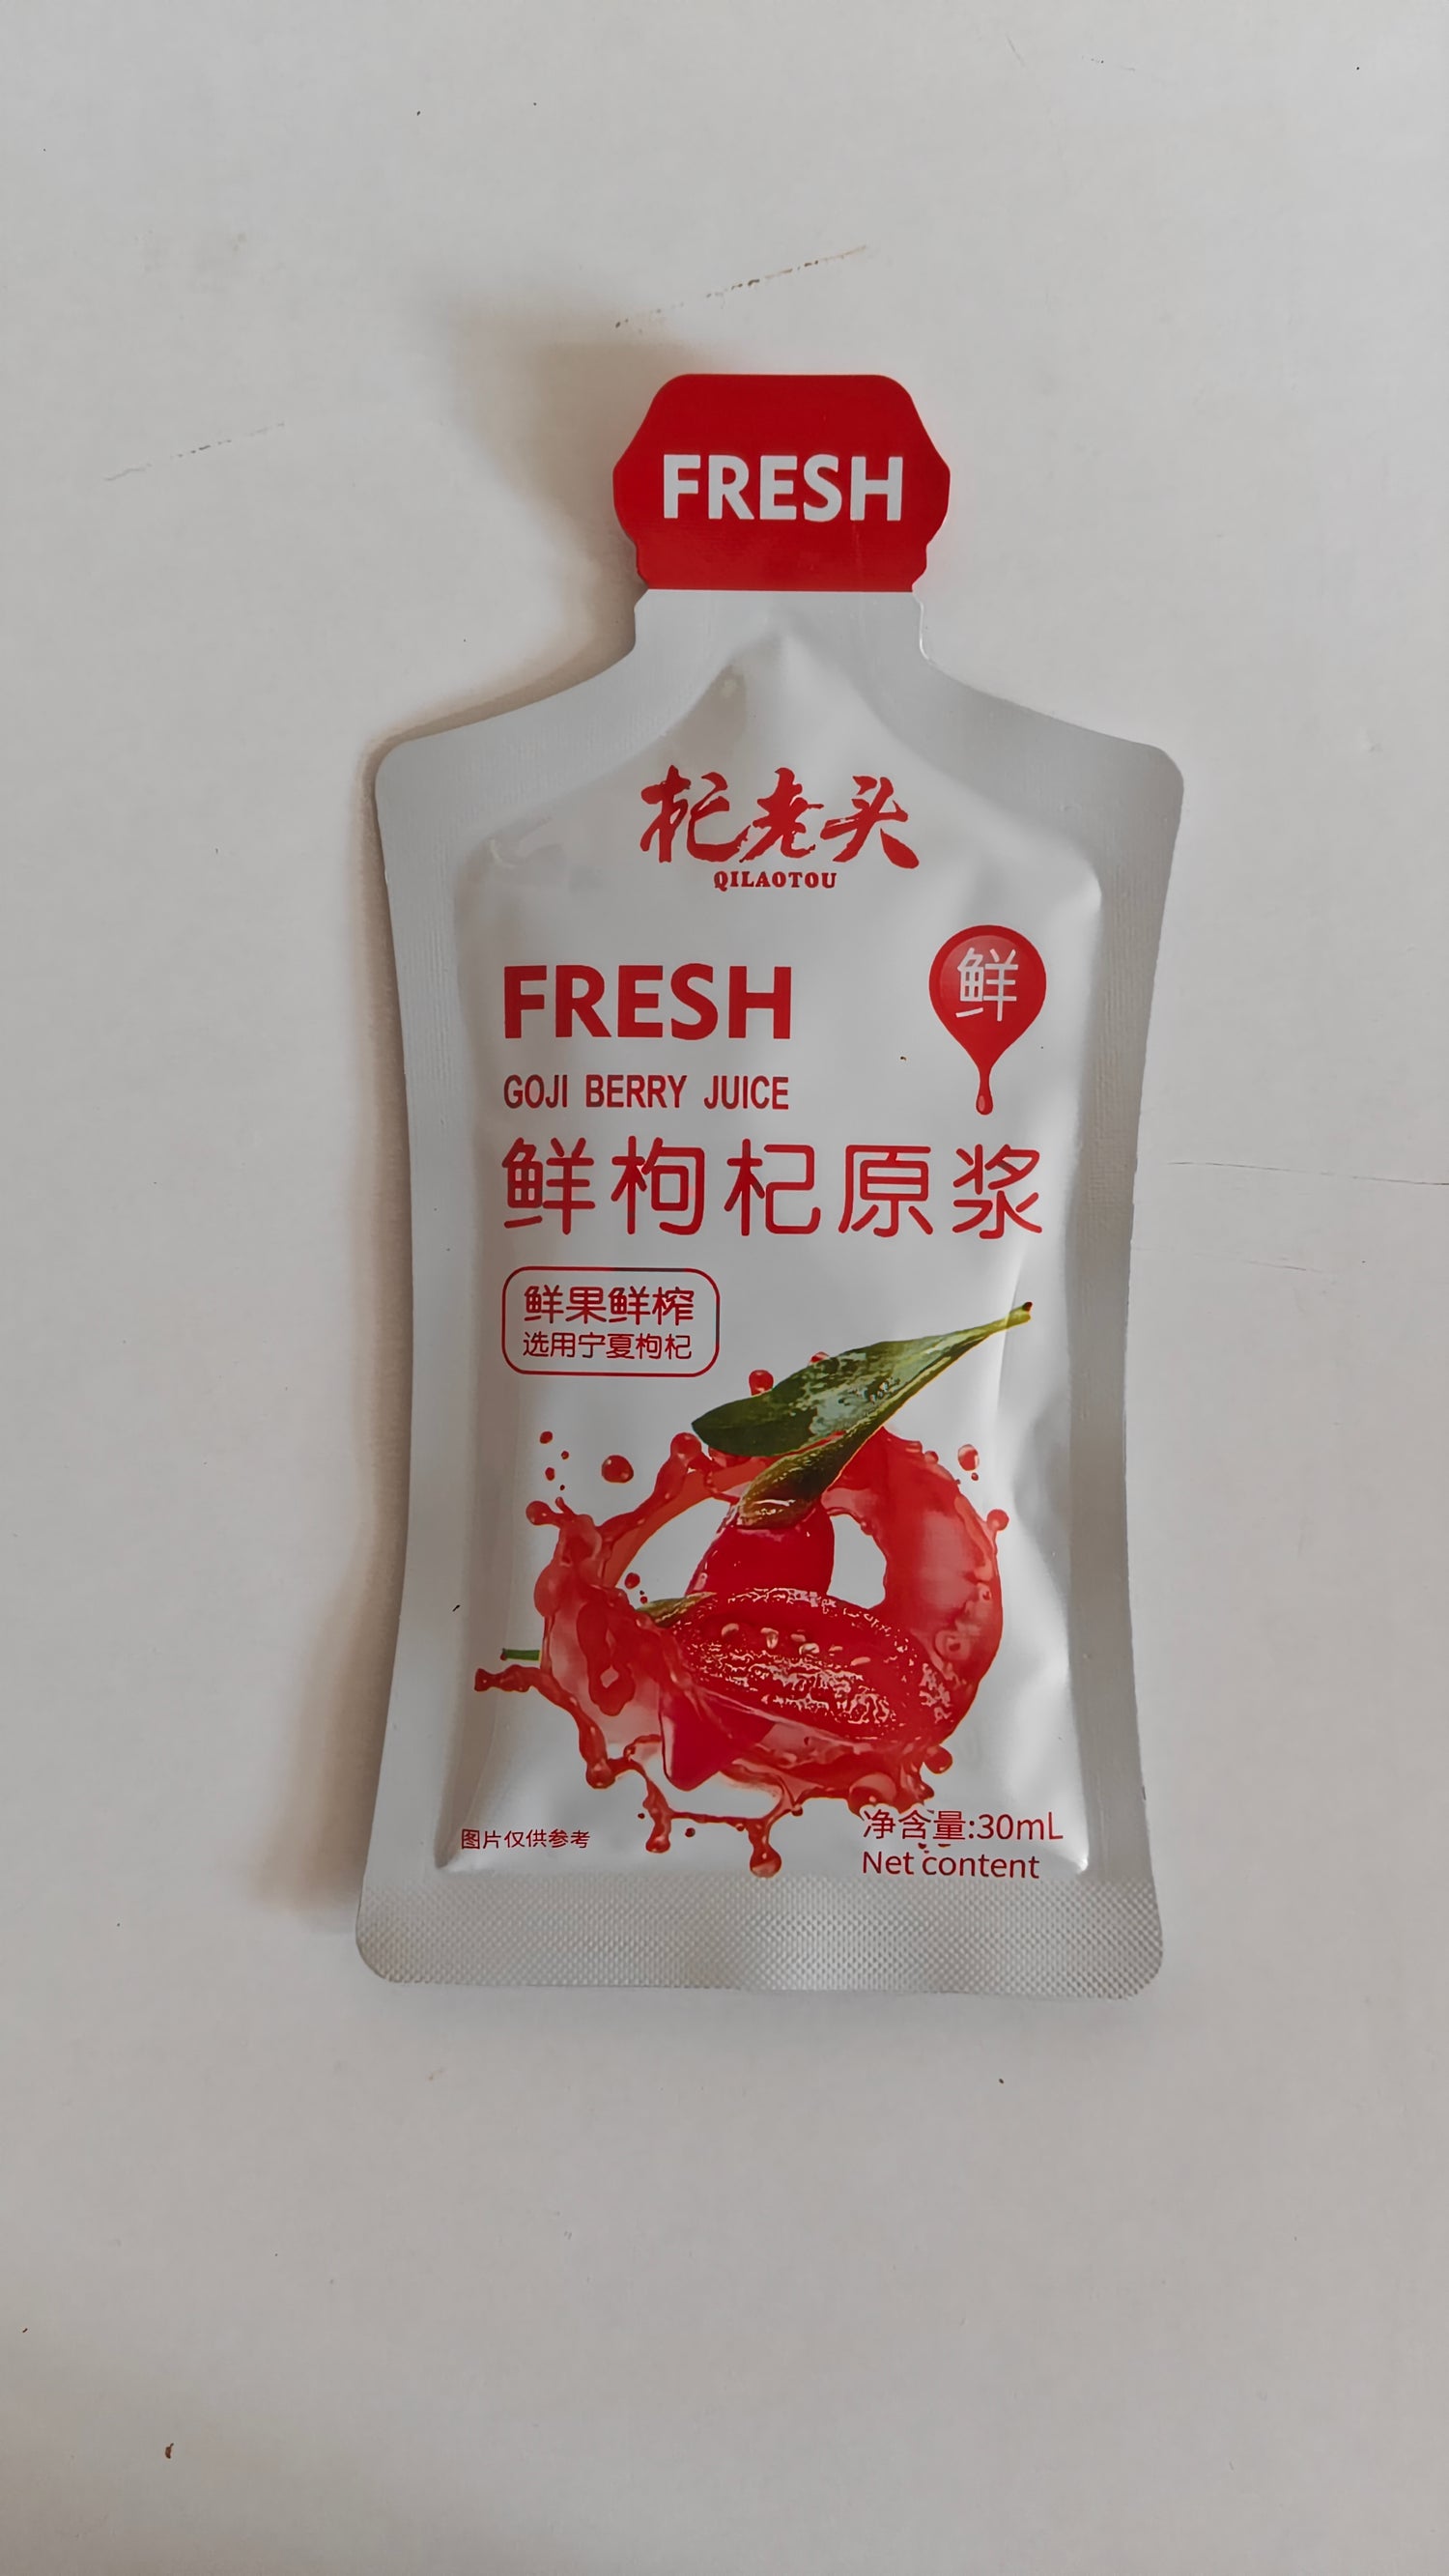 FRESH
杞老头
QILAOTOU
FRESH
鲜
GOJI BERRY JUICE
鲜枸杞原浆
鲜果鲜榨
选用宁夏枸杞
图片仅供参考
净含量:30mL
Net content